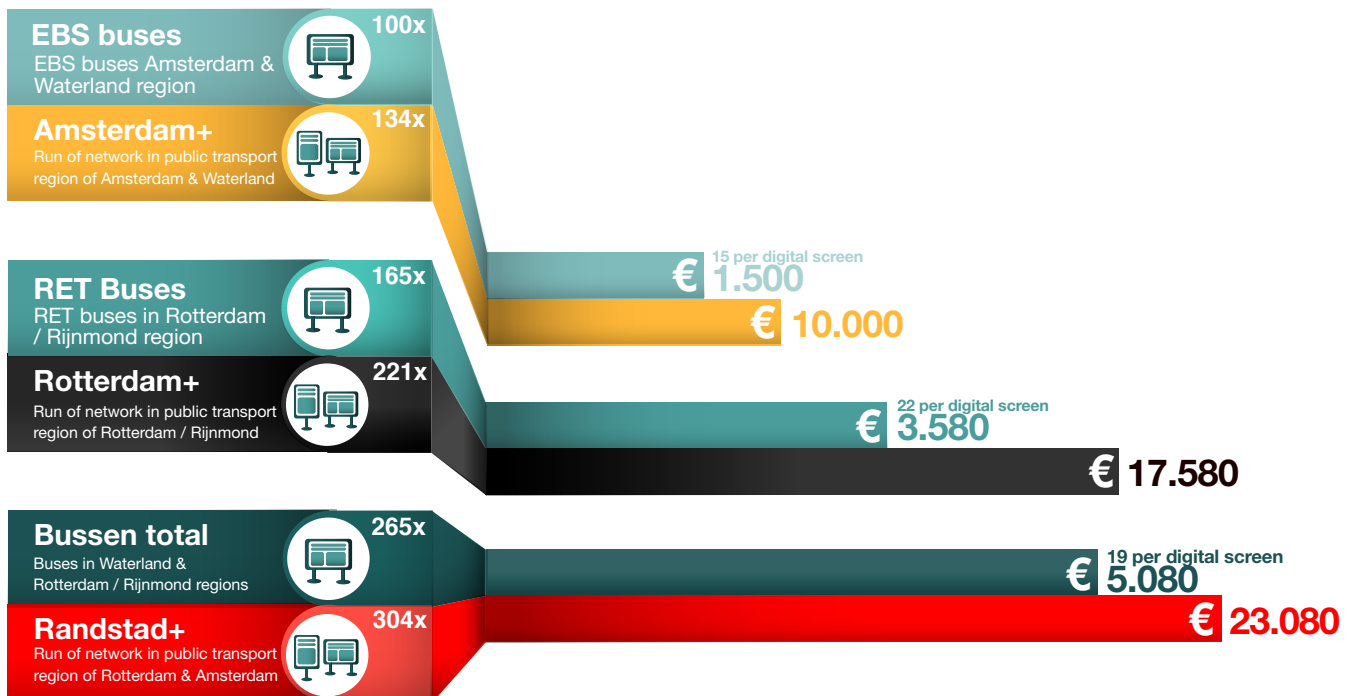 EBS buses
EBS buses Amsterdam &
Waterland region
100x
Amsterdam+
Run of network in public transport
region of Amsterdam & Waterland
134x
15 per digital screen
€ 1.500
€ 10.000
RET Buses
RET buses in Rotterdam
/ Rijnmond region
165x
Rotterdam+
Run of network in public transport
region of Rotterdam / Rijnmond
221x
22 per digital screen
€ 3.580
€ 17.580
Bussen total
Buses in Waterland &
Rotterdam / Rijnmond regions
265x
Randstad+
Run of network in public transport
region of Rotterdam & Amsterdam
304x
19 per digital screen
€ 5.080
€ 23.080